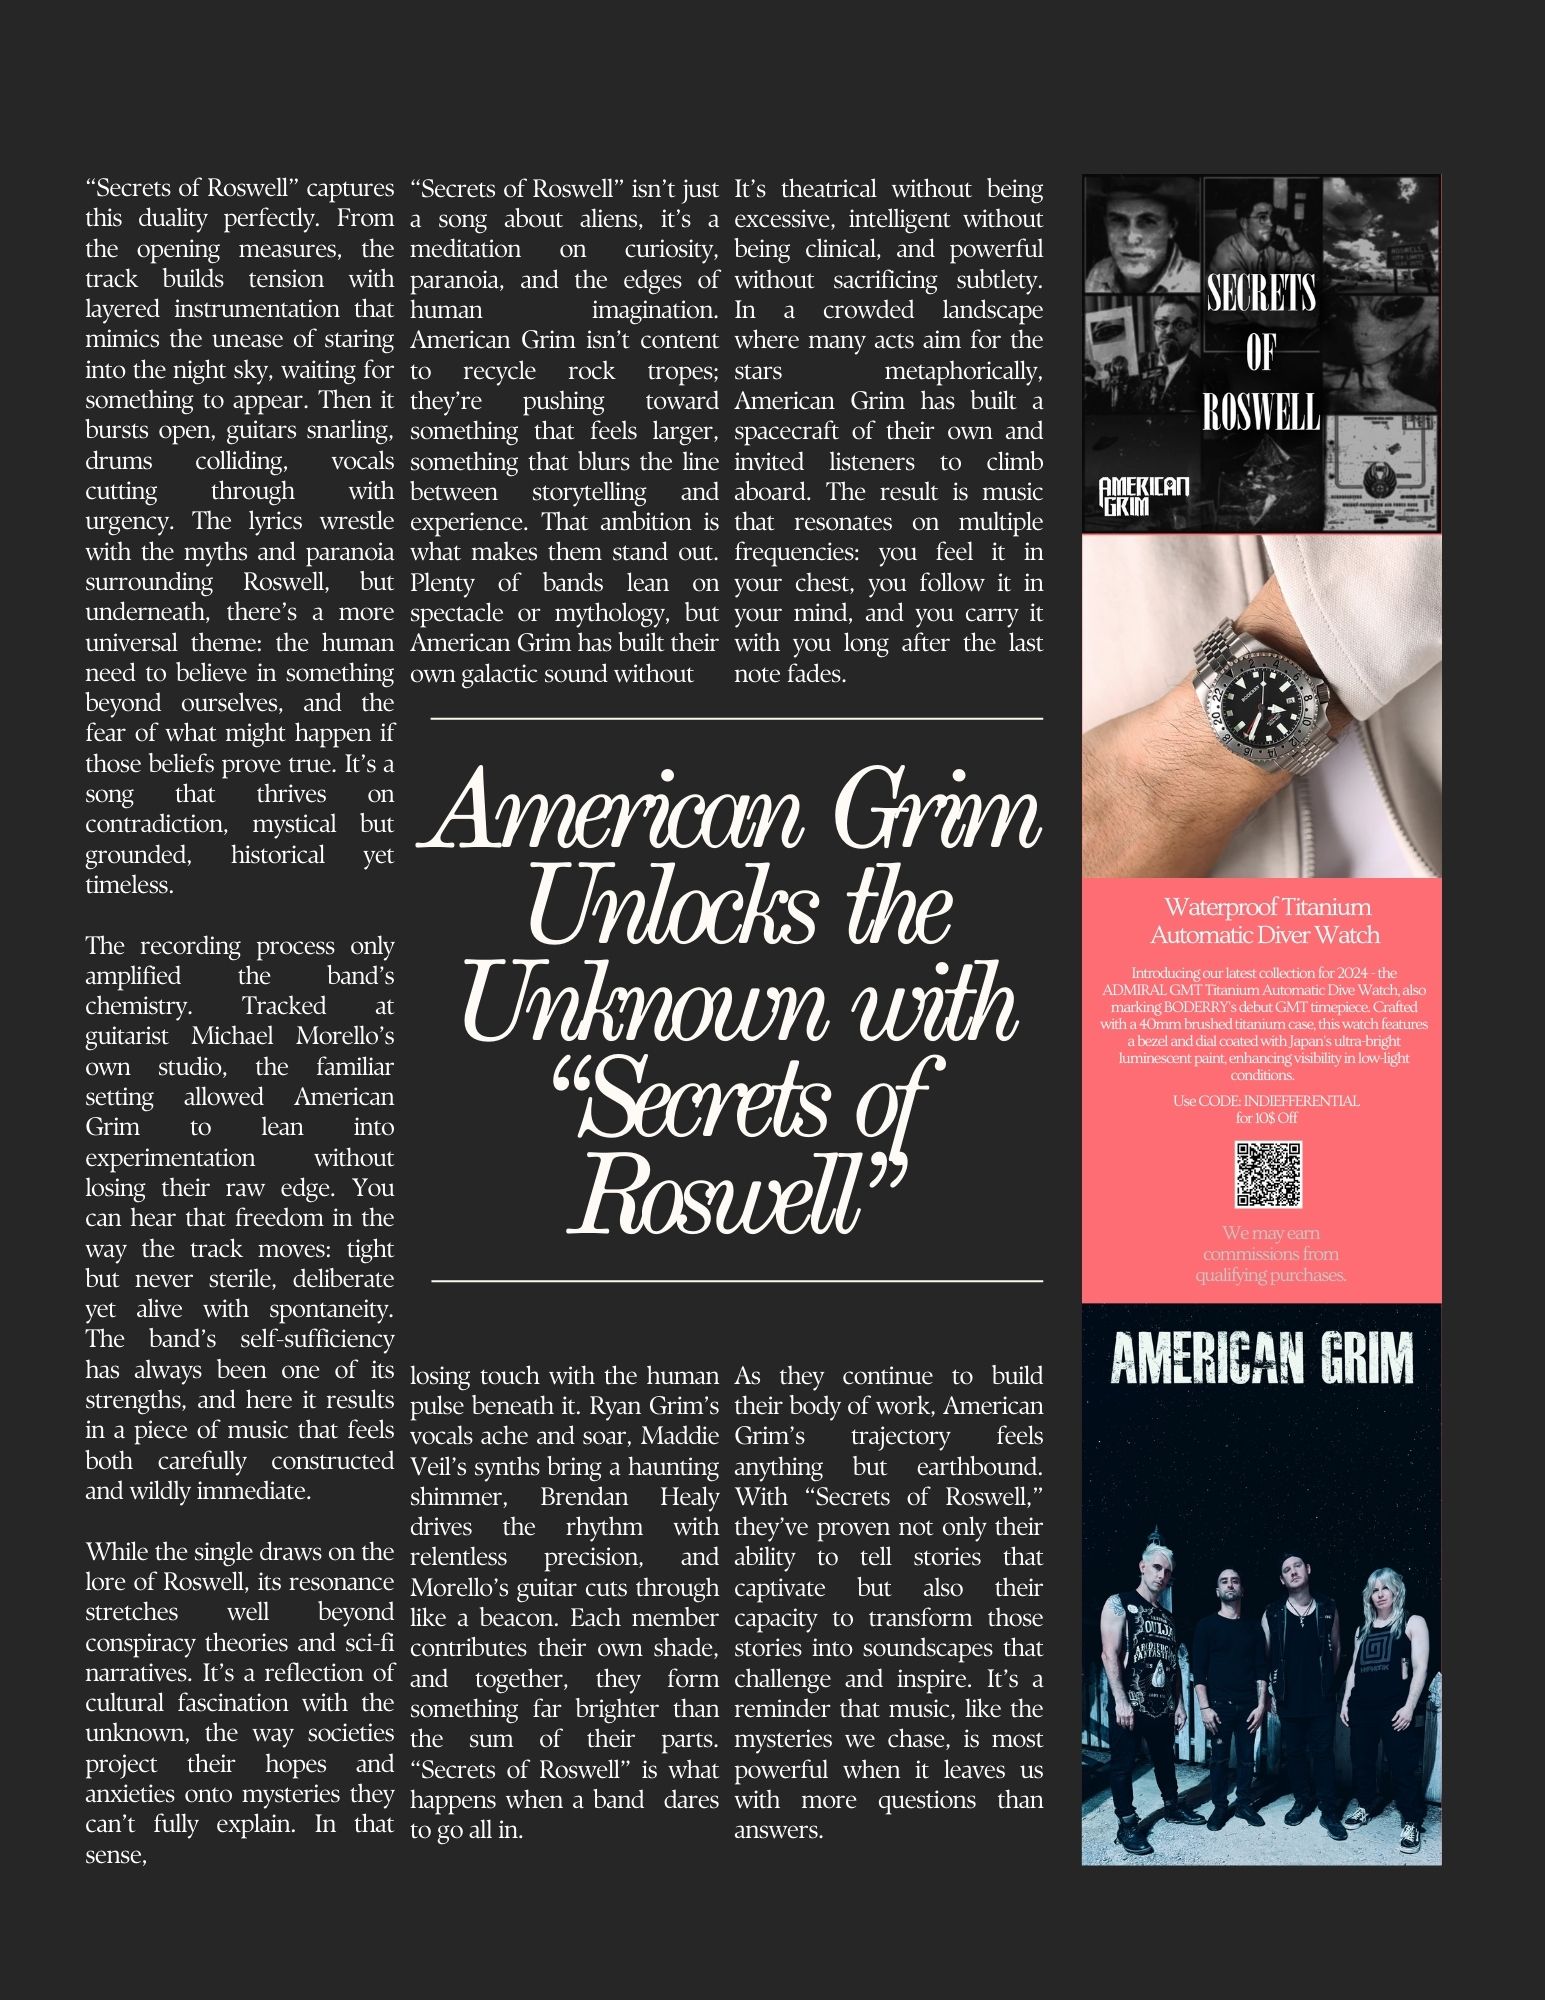 “Secrets of Roswell” captures
this duality perfectly. From
the opening measures, the
track builds tension with
layered instrumentation that
mimics the unease of staring
into the night sky, waiting for
something to appear. Then it
bursts open, guitars snarling,
drums colliding, vocals
cutting through with
urgency. The lyrics wrestle
with the myths and paranoia
surrounding Roswell, but
underneath, there’s a more
universal theme: the human
need to believe in something
beyond ourselves, and the
fear of what might happen if
those beliefs prove true. It’s a
song that thrives on
contradiction, mystical but
grounded, historical yet
timeless.
The recording process only
amplified the band’s
chemistry. Tracked at
guitarist Michael Morello’s
own studio, the familiar
setting allowed American
Grim to lean into
experimentation without
losing their raw edge. You
can hear that freedom in the
way the track moves: tight
but never sterile, deliberate
yet alive with spontaneity.
The band’s self-sufficiency
has always been one of its
strengths, and here it results
in a piece of music that feels
both carefully constructed
and wildly immediate.
While the single draws on the
lore of Roswell, its resonance
stretches well beyond
conspiracy theories and sci-fi
narratives. It’s a reflection of
cultural fascination with the
unknown, the way societies
project their hopes and
anxieties onto mysteries they
can’t fully explain. In that
sense,
“Secrets of Roswell” isn’t just
a song about aliens, it’s a
meditation on curiosity,
paranoia, and the edges of
human imagination.
American Grim isn’t content
to recycle rock tropes;
they’re pushing toward
something that feels larger,
something that blurs the line
between storytelling and
experience. That ambition is
what makes them stand out.
Plenty of bands lean on
spectacle or mythology, but
American Grim has built their
own galactic sound without
losing touch with the human
pulse beneath it. Ryan Grim’s
vocals ache and soar, Maddie
Veil’s synths bring a haunting
shimmer, Brendan Healy
drives the rhythm with
relentless precision, and
Morello’s guitar cuts through
like a beacon. Each member
contributes their own shade,
and together, they form
something far brighter than
the sum of their parts.
“Secrets of Roswell” is what
happens when a band dares
to go all in.
It’s theatrical without being
excessive, intelligent without
being clinical, and powerful
without sacrificing subtlety.
In a crowded landscape
where many acts aim for the
stars metaphorically,
American Grim has built a
spacecraft of their own and
invited listeners to climb
aboard. The result is music
that resonates on multiple
frequencies: you feel it in
your chest, you follow it in
your mind, and you carry it
with you long after the last
note fades.
As they continue to build
their body of work, American
Grim’s trajectory feels
anything but earthbound.
With “Secrets of Roswell,”
they’ve proven not only their
ability to tell stories that
captivate but also their
capacity to transform those
stories into soundscapes that
challenge and inspire. It’s a
reminder that music, like the
mysteries we chase, is most
powerful when it leaves us
with more questions than
answers.
American Grim
Unlocks the
Unknown with
“Secrets of
Roswell”
SECRETS
OF
ROSWELL
AMERICAN
GRIM
BODERRY
Waterproof Titanium
Automatic Diver Watch
Introducing our latest collection for 2024 - the
ADMIRAL GMT Titanium Automatic Dive Watch, also
marking BODERRY's debut GMT timepiece. Crafted
with a 40mm brushed titanium case, this watch features
a bezel and dial coated with Japan's ultra-bright
luminescent paint, enhancing visibility in low-light
conditions.
Use CODE: INDIEFFERENTIAL
for 10$ Off
We may earn
commissions from
qualifying purchases.
AMERICAN GRIM
OUIJA